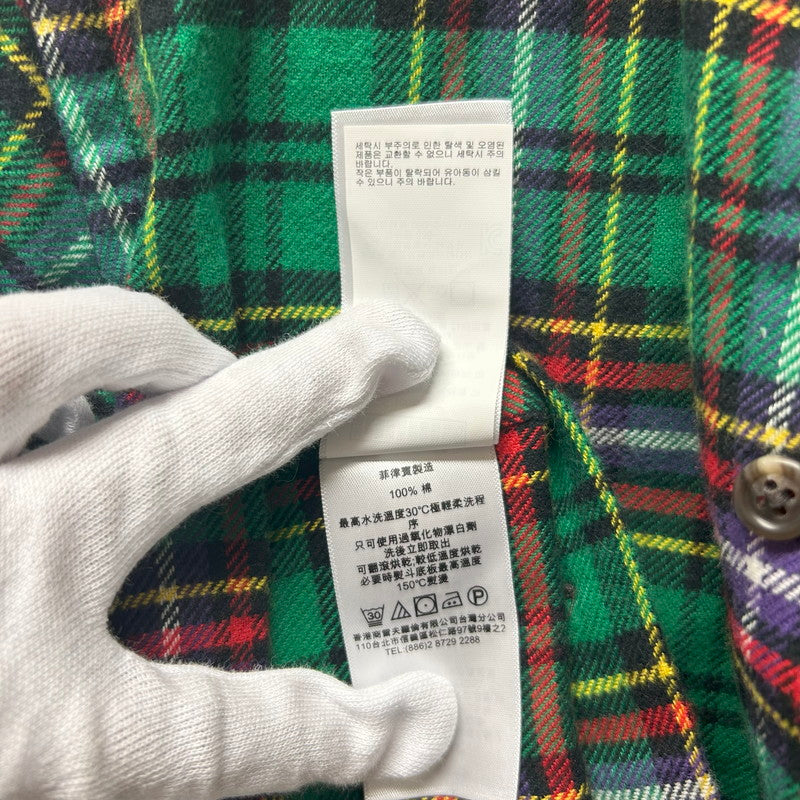 세탁시 부주의로 인한 탈색 및 오염된
제품은 교환할 수 없으니 세탁시 주의
바랍니다.
작은 부품이 탈락되어 유아동이 삼킬
수 있으니 주의 바랍니다.
菲律賓製造
100% 棉
最高水洗溫度30℃極輕柔洗程
序
只可使用過氧化物漂白劑
洗後立即取出
可翻滾烘乾;較低溫度烘乾
必要時熨斗底板最高溫度
150℃熨燙
30 P
香港商雷夫羅倫有限公司台灣分公司
110台北市信義區松仁路97號9樓之2
TEL:(886)2 8729 2288